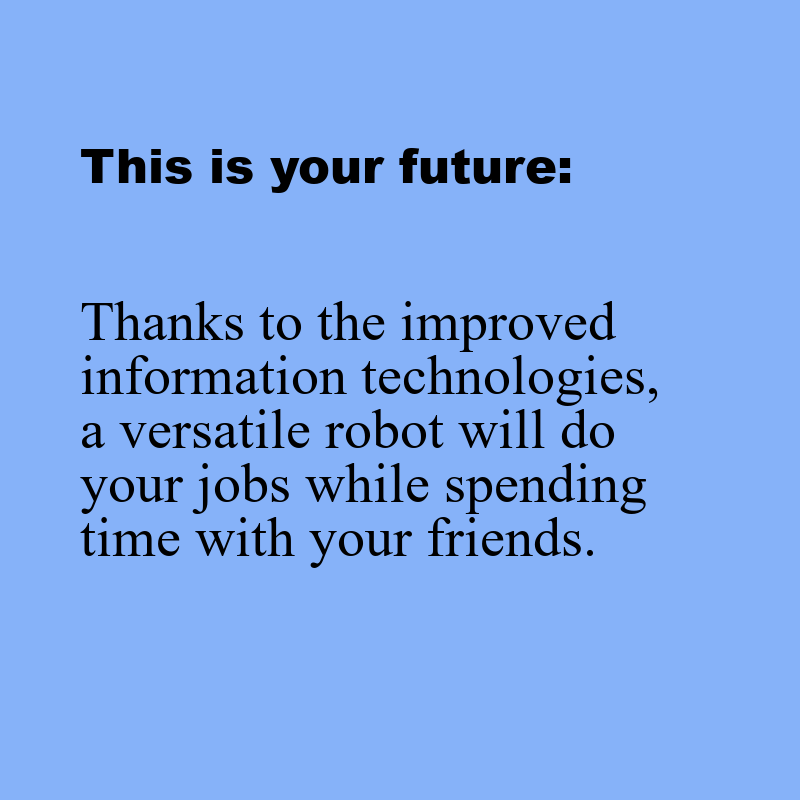 This is your future:
Thanks to the improved
information technologies,
a versatile robot will do
your jobs while spending
time with your friends.